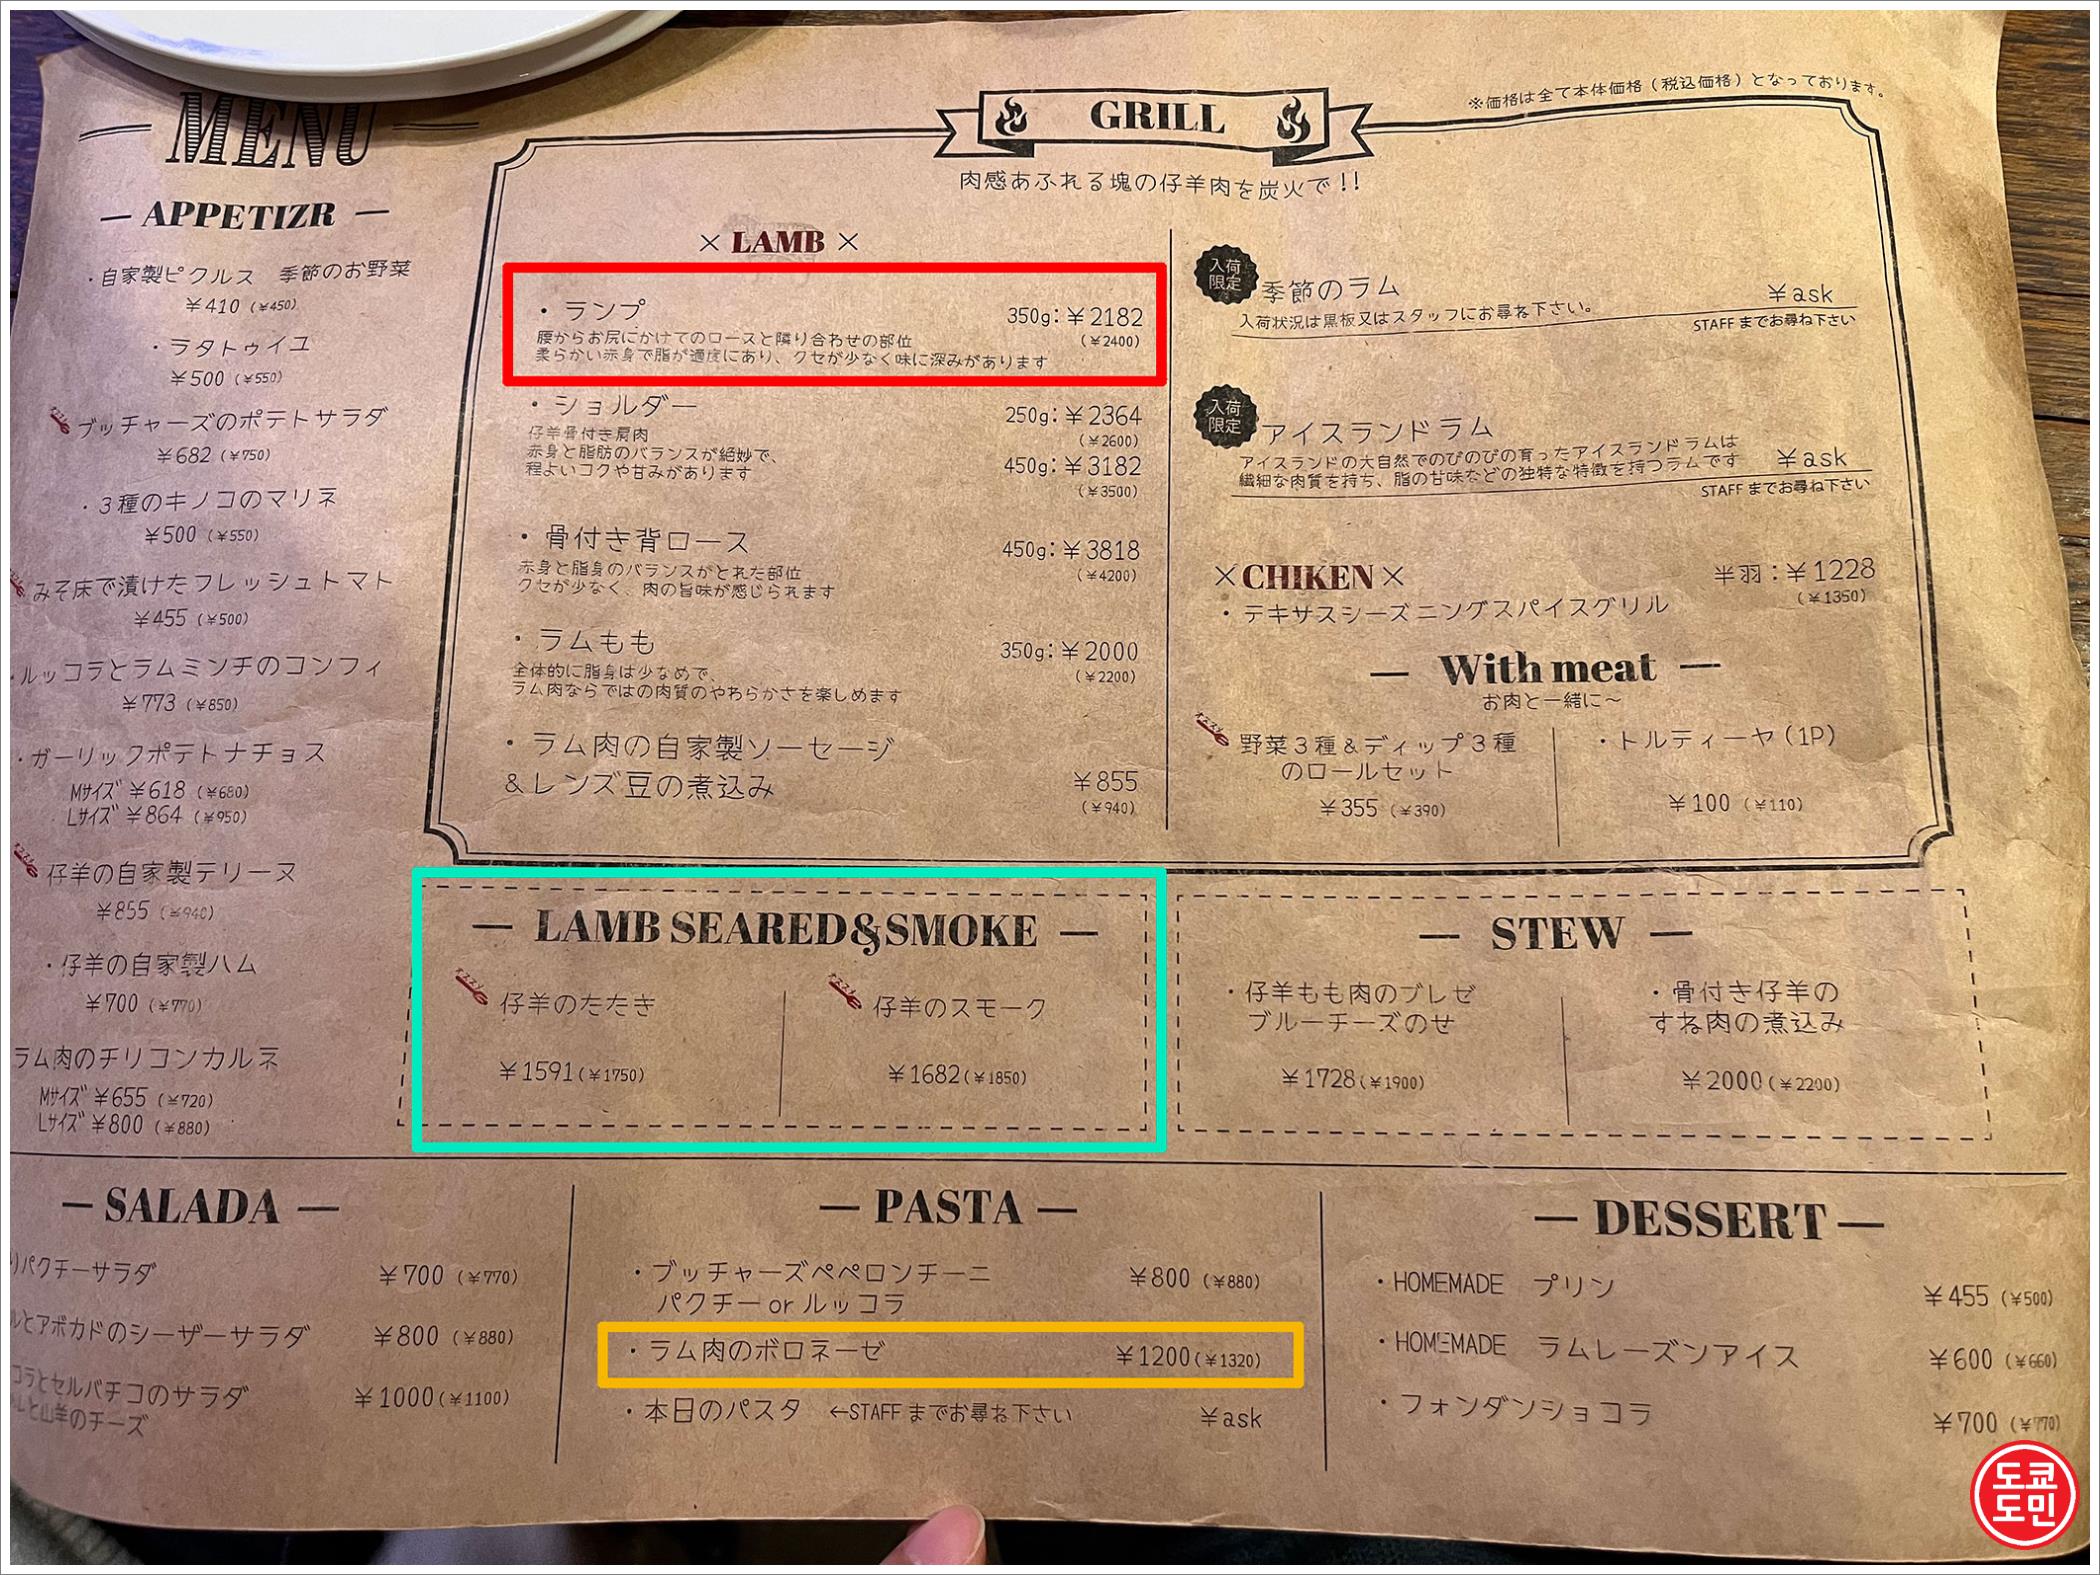 MENU
— APPETIZR —
・自家製ピクルス 季節のお野菜
¥410 (¥450)
・ラタトゥイユ
¥500 (¥550)
オススメ ブッチャーズのポテトサラダ
¥682 (¥750)
・3種のキノコのマリネ
¥500 (¥550)
みそ床で漬けたフレッシュトマト
¥455 (¥500)
・ルッコラとラムミンチのコンフィ
¥773 (¥850)
・ガーリックポテトナチョス
Mサイズ ¥618 (¥680)
Lサイズ ¥864 (¥950)
オススメ 仔羊の自家製テリーヌ
¥855 (¥940)
・仔羊の自家製ハム
¥700 (¥770)
ラム肉のチリコンカルネ
Mサイズ ¥655 (¥720)
Lサイズ ¥800 (¥880)
※価格は全て本体価格(税込価格)となっております。
GRILL
肉感あふれる塊の仔羊肉を炭火で!!
× LAMB ×
・ランプ 350g:¥2182
(¥2400)
腰からお尻にかけてのロースと隣り合わせの部位
柔らかい赤身で脂が適度にあり、クセが少なく味に深みがあります
・ショルダー 250g:¥2364
(¥2600)
仔羊骨付き肩肉
赤身と脂肪のバランスが絶妙で、
程よいコクや甘みがあります
450g:¥3182
(¥3500)
・骨付き背ロース 450g:¥3818
(¥4200)
赤身と脂身のバランスがとれた部位
クセが少なく、肉の旨味が感じられます
・ラムもも 350g:¥2000
(¥2200)
全体的に脂身は少なめで、
ラム肉ならではの肉質のやわらかさを楽しめます
・ラム肉の自家製ソーセージ
&レンズ豆の煮込み ¥855
(¥940)
入荷
限定
季節のラム ¥ask
入荷状況は黒板又はスタッフにお尋ね下さい。
STAFFまでお尋ね下さい
入荷
限定
アイスランドラム
アイスランドの大自然でのびのびの育ったアイスランドラムは
繊細な肉質を持ち、脂の甘味などの独特な特徴を持つラムです
¥ask
STAFFまでお尋ね下さい
×CHIKEN× 半羽:¥1228
(¥1350)
・テキサスシーズニングスパイスグリル
— With meat —
お肉と一緒に〜
オススメ 野菜3種&ディップ3種
のロールセット
¥355 (¥390)
・トルティーヤ(1P)
¥100 (¥110)
— LAMB SEARED&SMOKE —
オススメ 仔羊のたたき
¥1591(¥1750)
オススメ 仔羊のスモーク
¥1682(¥1850)
— STEW —
・仔羊もも肉のブレゼ
ブルーチーズのせ
¥1728(¥1900)
・骨付き仔羊の
すね肉の煮込み
¥2000(¥2200)
— SALADA —
パクチーサラダ ¥700 (¥770)
とアボカドのシーザーサラダ ¥800 (¥880)
コラとセルバチコのサラダ ¥1000(¥1100)
と山羊のチーズ
— PASTA —
・ブッチャーズペペロンチーニ ¥800 (¥880)
パクチー or ルッコラ
・ラム肉のボロネーゼ ¥1200(¥1320)
・本日のパスタ ←STAFFまでお尋ね下さい ¥ask
— DESSERT —
・HOMEMADE プリン ¥455 (¥500)
・HOMEMADE ラムレーズンアイス ¥600 (¥660)
・フォンダンショコラ ¥700 (¥770)
도쿄
도민